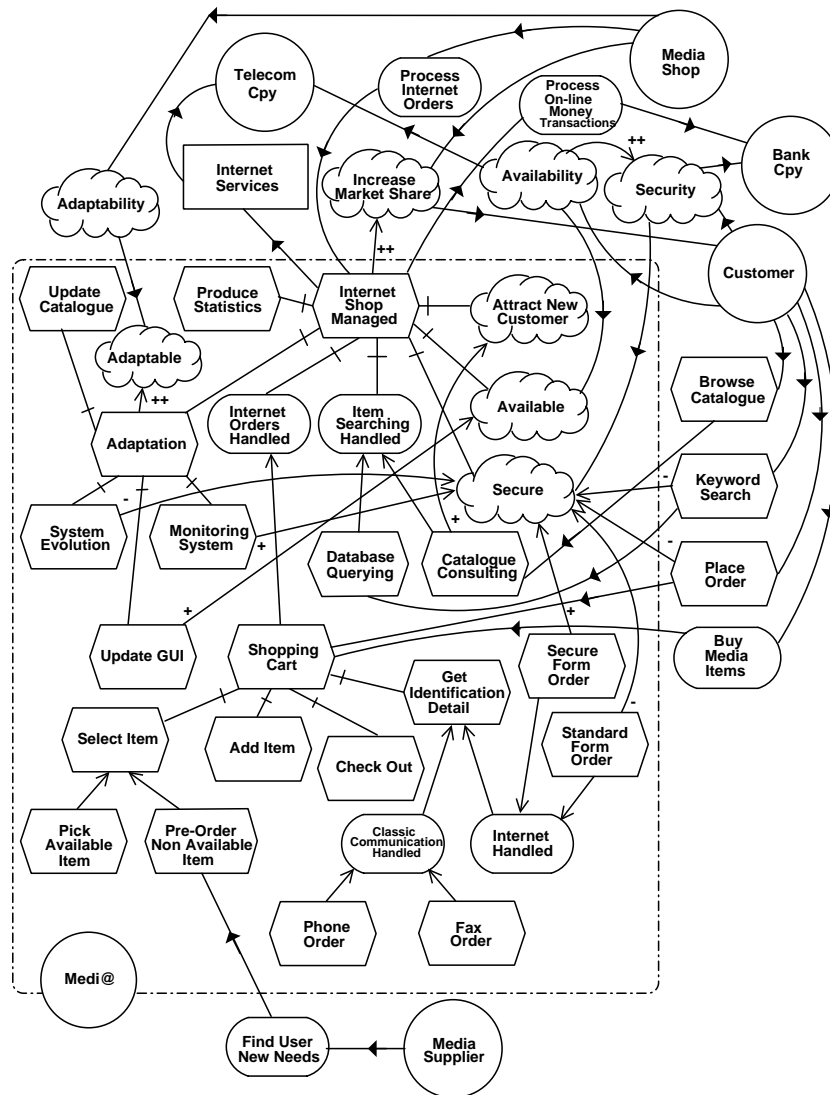 Telecom
Cpy
Process
Internet
Orders
Media
Shop
Process
On-line
Money
Transactions
++
Bank
Cpy
Internet
Services
Increase
Market Share
Availability
Security
Adaptability
++
Customer
Update
Catalogue
Produce
Statistics
Internet
Shop
Managed
Attract New
Customer
Adaptable
++
Browse
Catalogue
Adaptation
Internet
Orders
Handled
Item
Searching
Handled
Available
-
Secure
-
Keyword
Search
System
Evolution
Monitoring
System
+
Database
Querying
+
Catalogue
Consulting
-
Place
Order
+
+
Update GUI
Shopping
Cart
Get
Identification
Detail
Secure
Form
Order
Buy
Media
Items
-
Select Item
Add Item
Check Out
Standard
Form
Order
Pick
Available
Item
Pre-Order
Non Available
Item
Classic
Communication
Handled
Internet
Handled
Phone
Order
Fax
Order
Medi@
Find User
New Needs
Media
Supplier